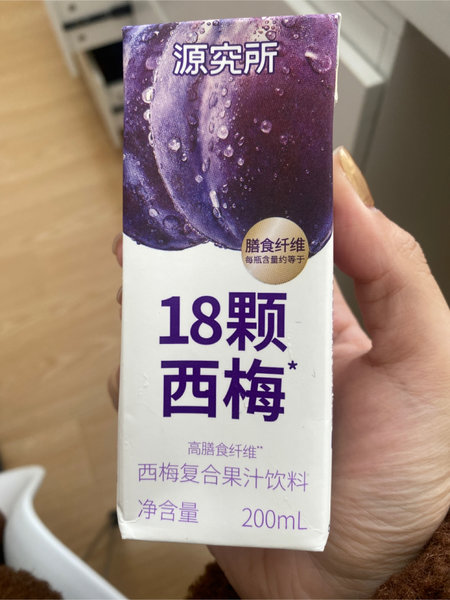 源究所
膳食纤维
每瓶含量约等于
18颗
西梅*
高膳食纤维**
西梅复合果汁饮料
净含量 200mL